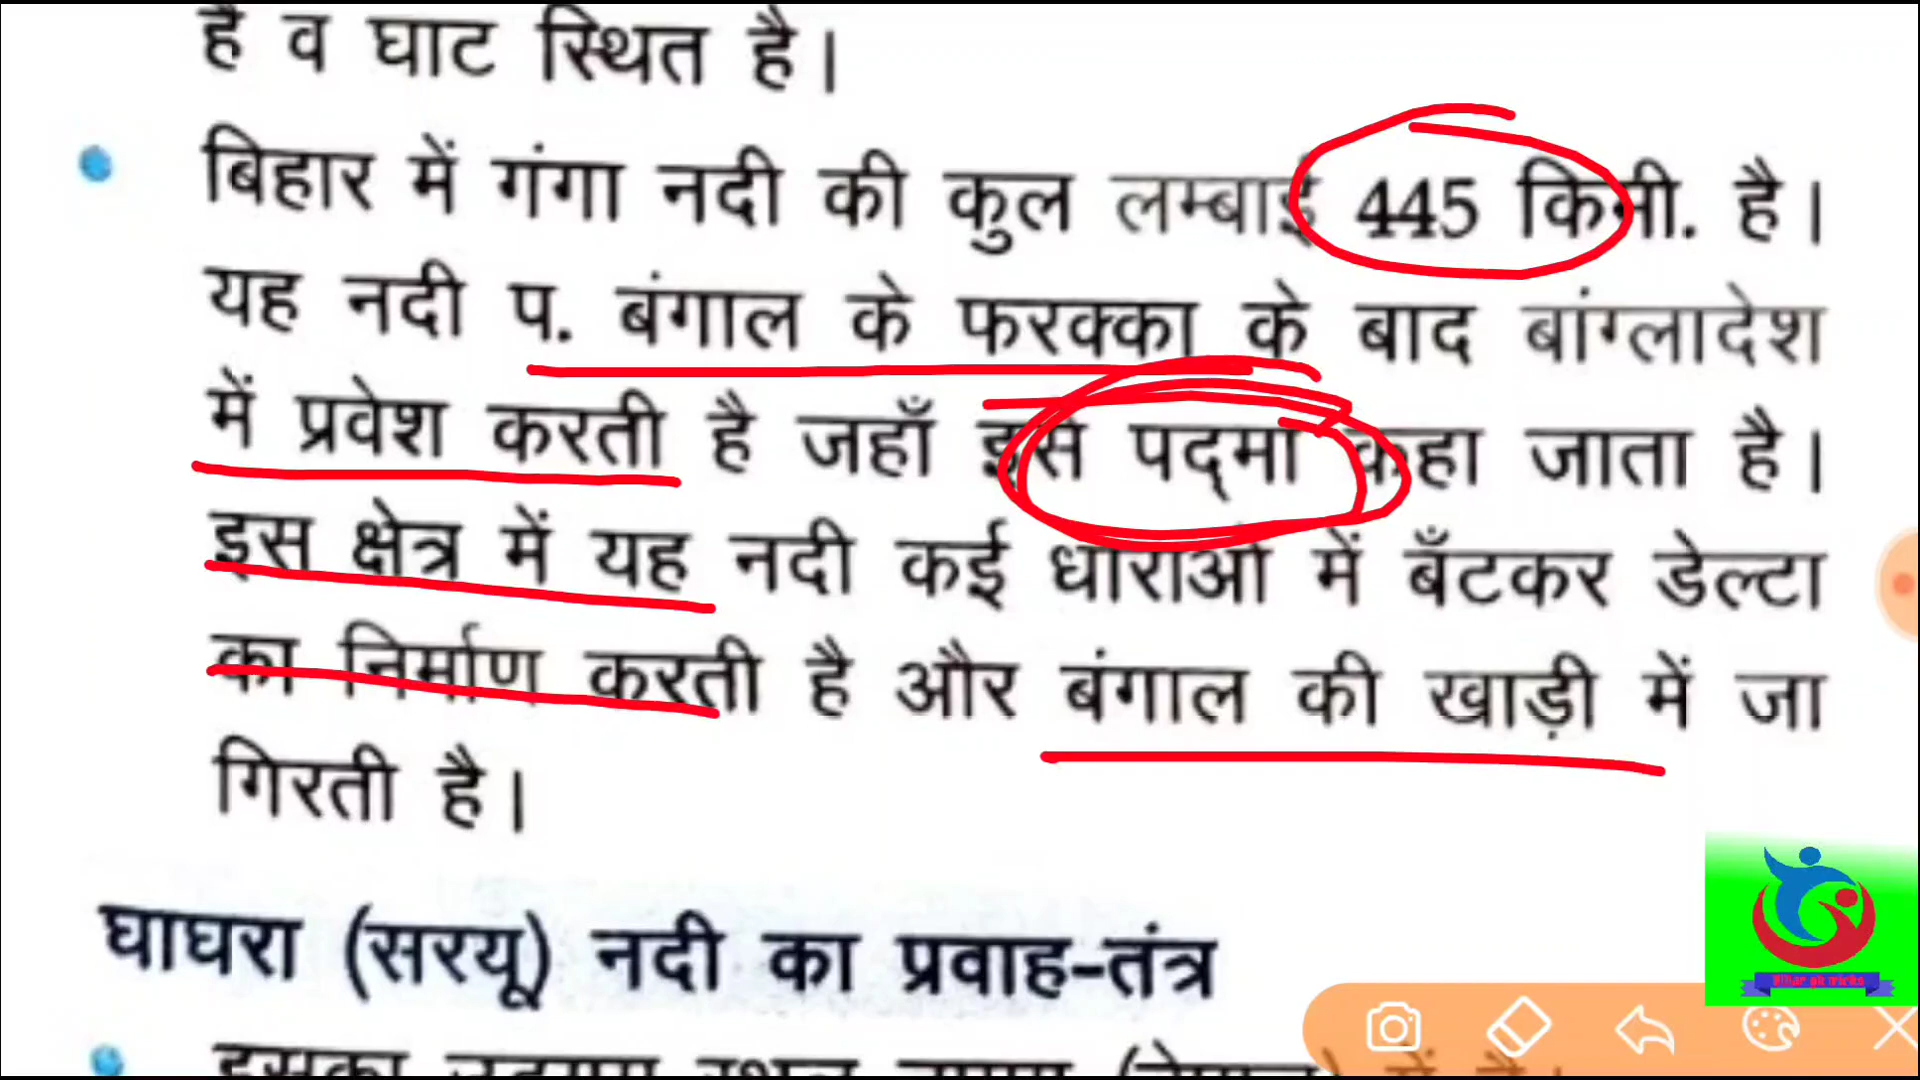 है व घाट स्थित है।
बिहार में गंगा नदी की कुल लम्बाई 445 किमी. है।
यह नदी प. बंगाल के फरक्का के बाद बांग्लादेश
में प्रवेश करती है जहाँ इसे पद्मा कहा जाता है।
इस क्षेत्र में यह नदी कई धाराओं में बँटकर डेल्टा
का निर्माण करती है और बंगाल की खाड़ी में जा
गिरती है।
घाघरा (सरयू) नदी का प्रवाह-तंत्र